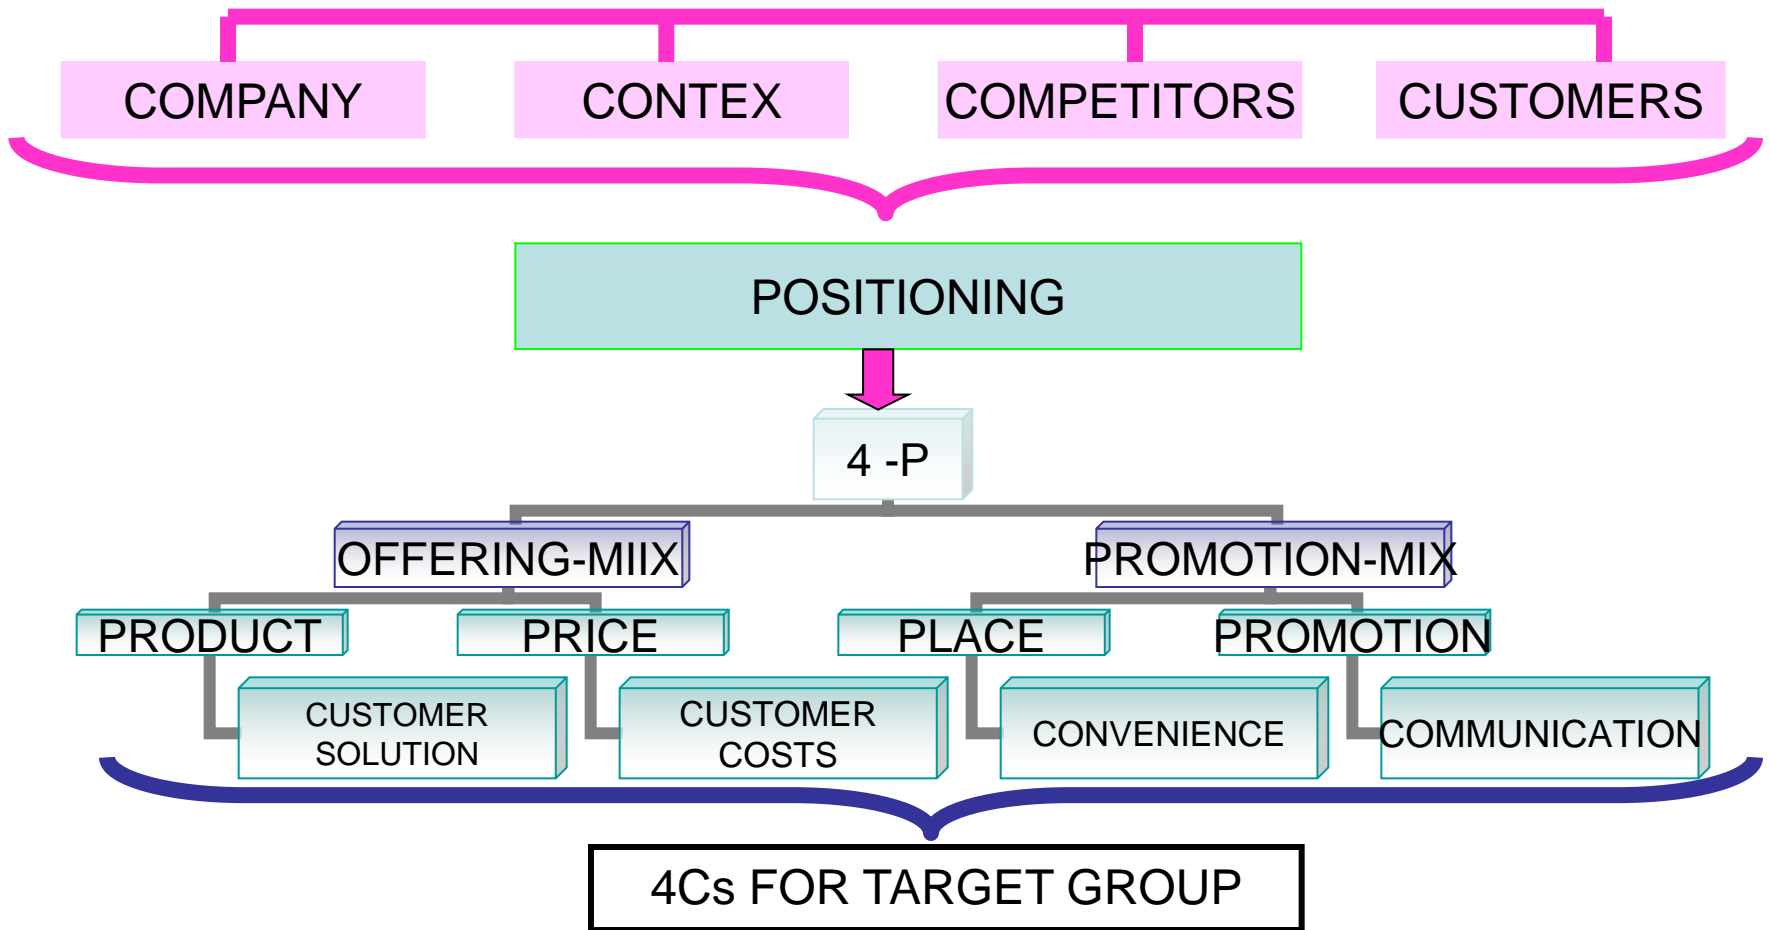 COMPANY
CONTEX
COMPETITORS
CUSTOMERS
POSITIONING
4 -P
OFFERING-MIIX
PROMOTION-MIX
PRODUCT
PRICE
PLACE
PROMOTION
CUSTOMER
SOLUTION
CUSTOMER
COSTS
CONVENIENCE
COMMUNICATION
4Cs FOR TARGET GROUP